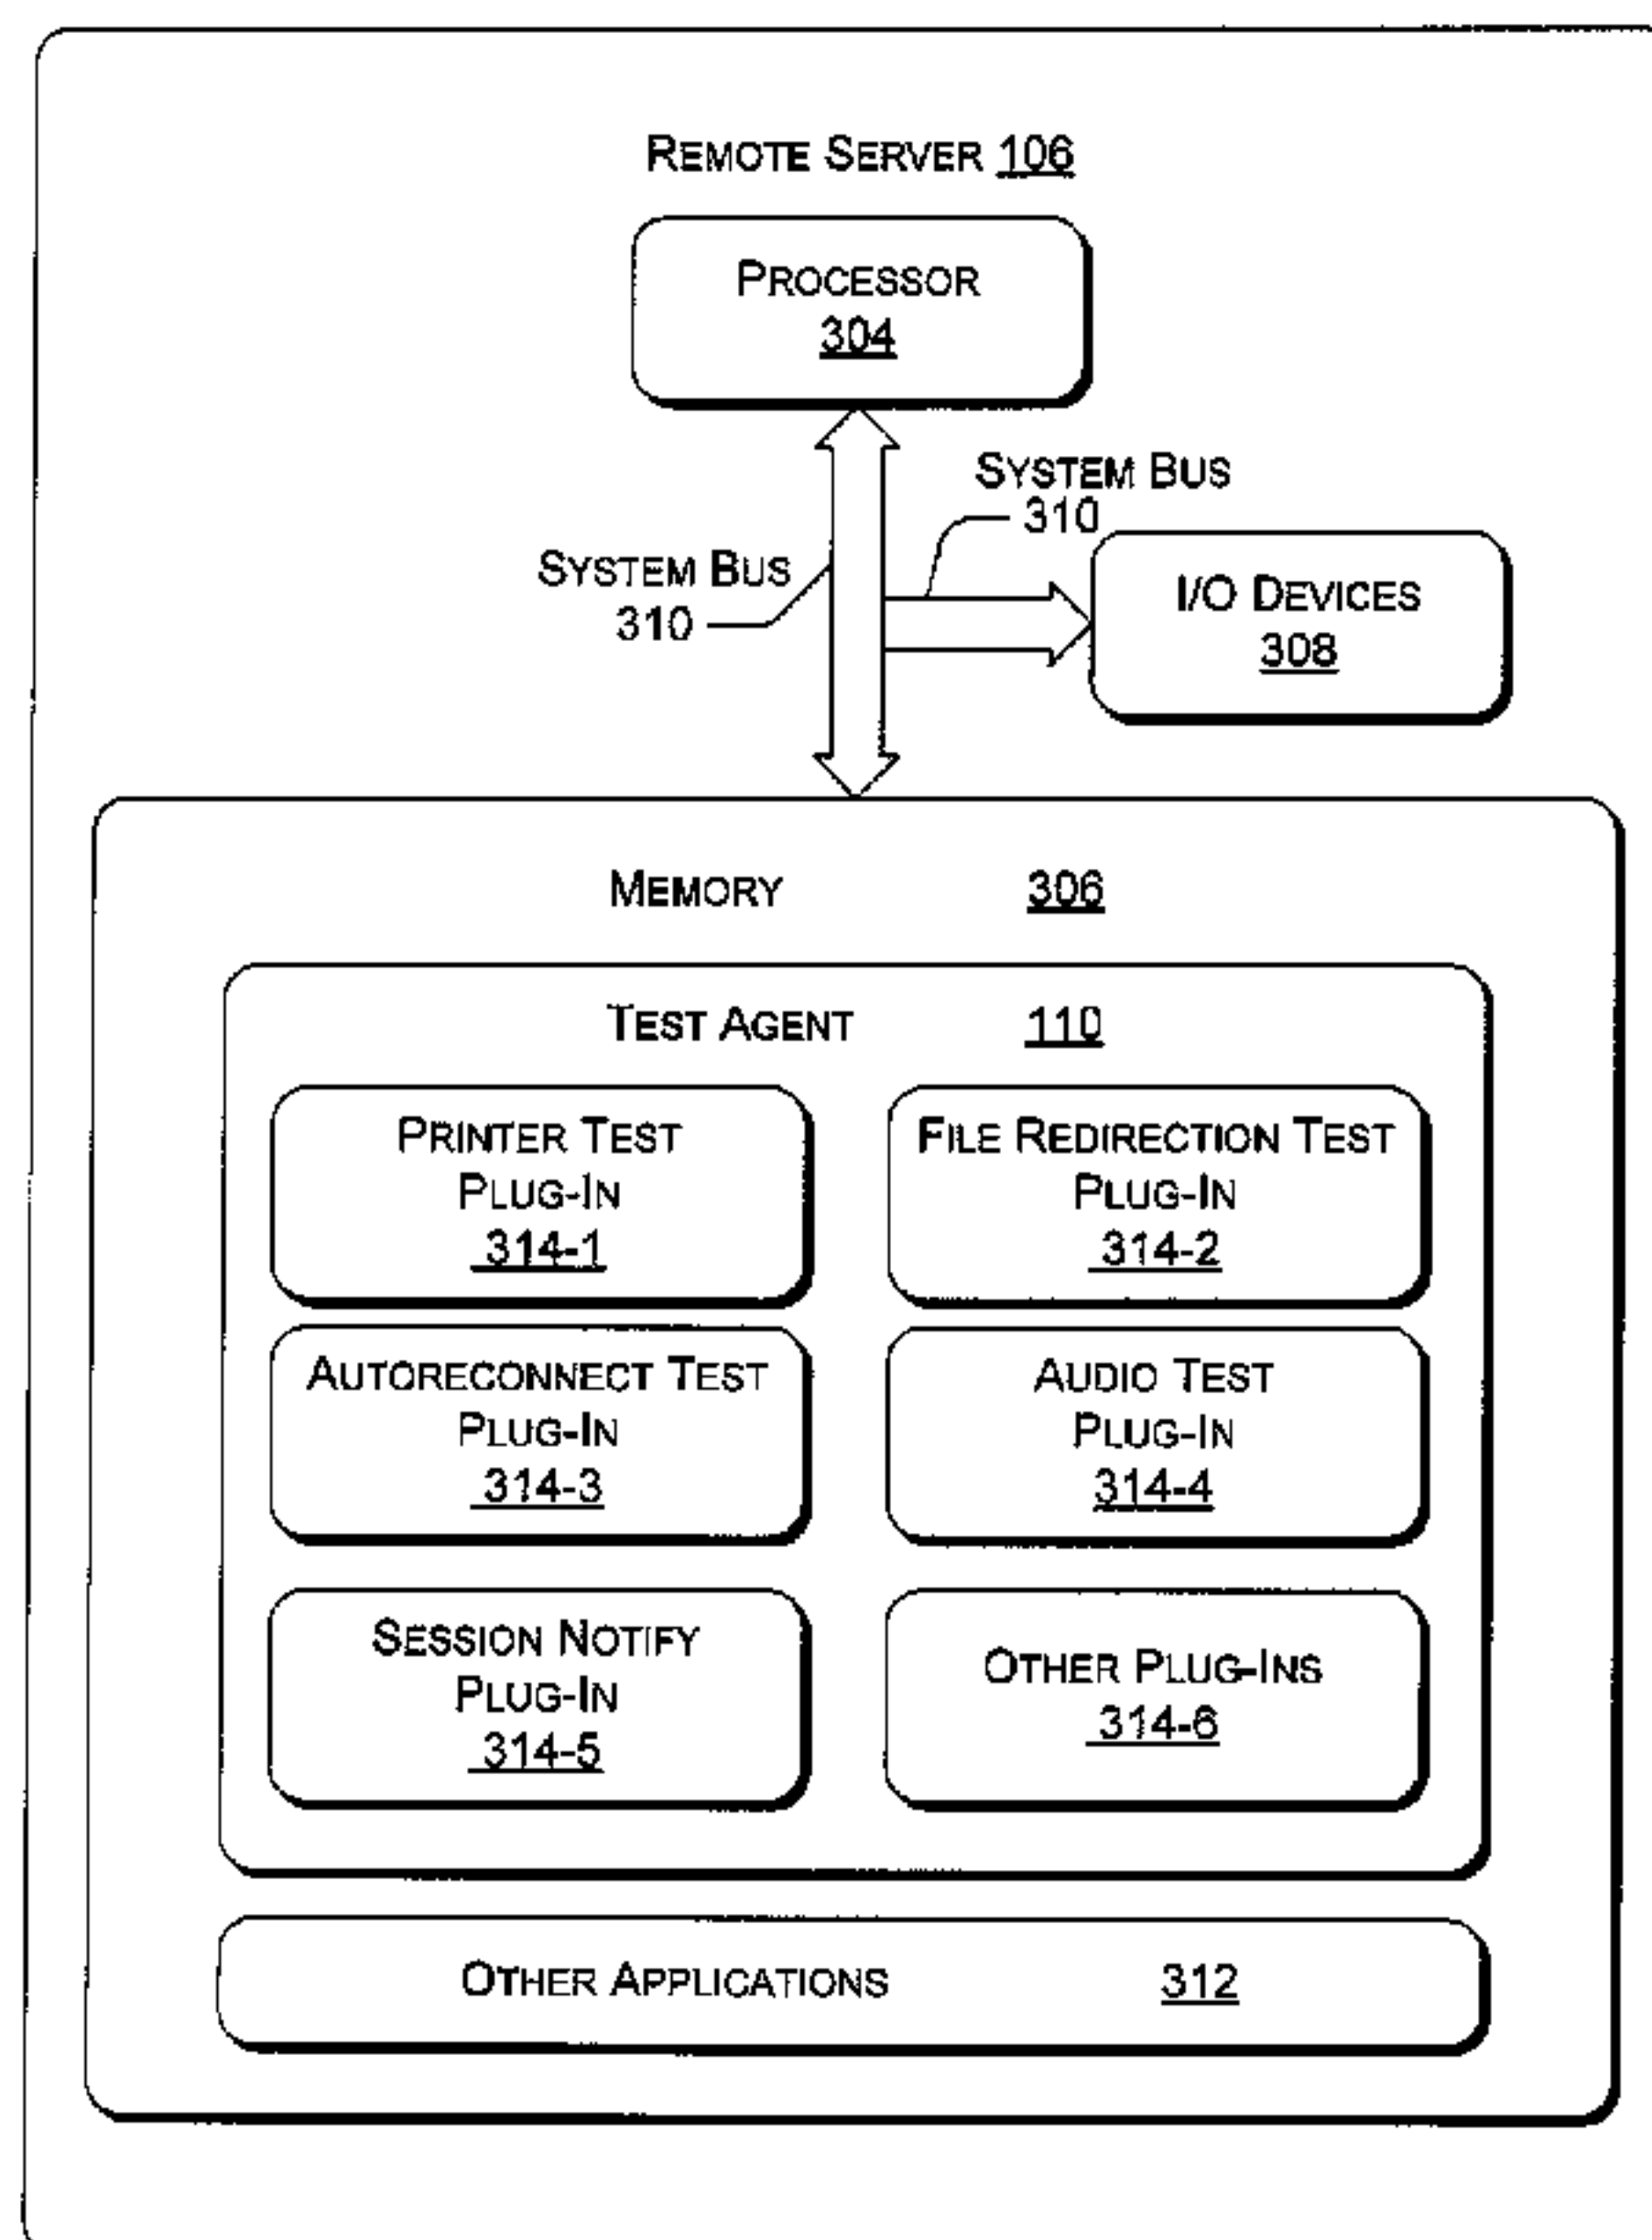 REMOTE SERVER 106
PROCESSOR
304
SYSTEM BUS
310
SYSTEM BUS
310
I/O DEVICES
308
MEMORY 306
TEST AGENT 110
PRINTER TEST
PLUG-IN
314-1
FILE REDIRECTION TEST
PLUG-IN
314-2
AUTORECONNECT TEST
PLUG-IN
314-3
AUDIO TEST
PLUG-IN
314-4
SESSION NOTIFY
PLUG-IN
314-5
OTHER PLUG-INS
314-6
OTHER APPLICATIONS 312